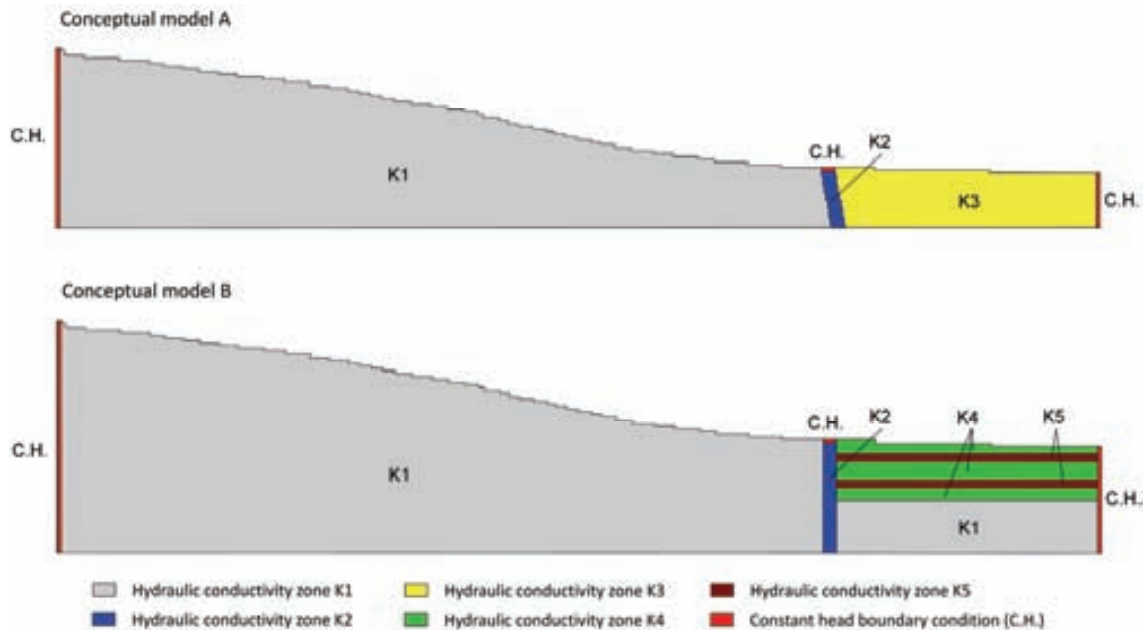 Conceptual model A
C.H.
K1
C.H.
K2
K3
C.H.
Conceptual model B
C.H.
K1
C.H.
K2
K4
K5
K1
C.H.
Hydraulic conductivity zone K1
Hydraulic conductivity zone K3
Hydraulic conductivity zone K5
Hydraulic conductivity zone K2
Hydraulic conductivity zone K4
Constant head boundary condition (C.H.)